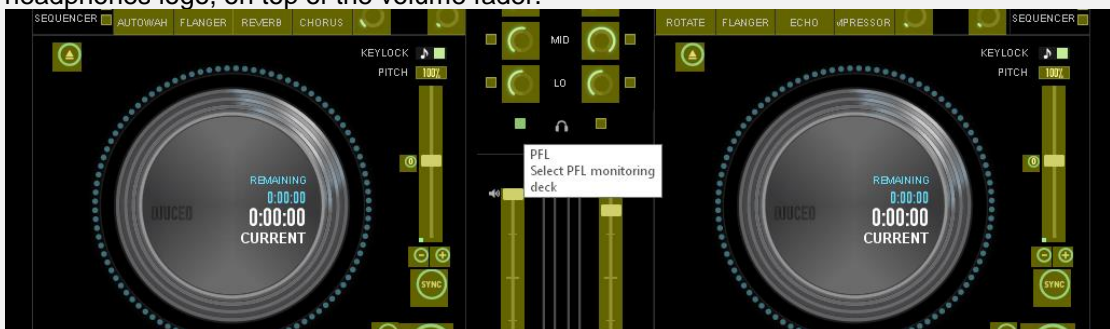 headphones logo, on top of the volume fader.
SEQUENCER AUTOWAH FLANGER REVERB CHORUS
ROTATE FLANGER ECHO MPRESSOR SEQUENCER
MID
KEYLOCK
KEYLOCK
PITCH 100%
LO
PITCH 100%
PFL
Select PFL monitoring
deck
0
0
REMAINING
0:00:00
0:00:00
CURRENT
DJUCED
REMAINING
0:00:00
0:00:00
CURRENT
DJUCED
SYNC
SYNC